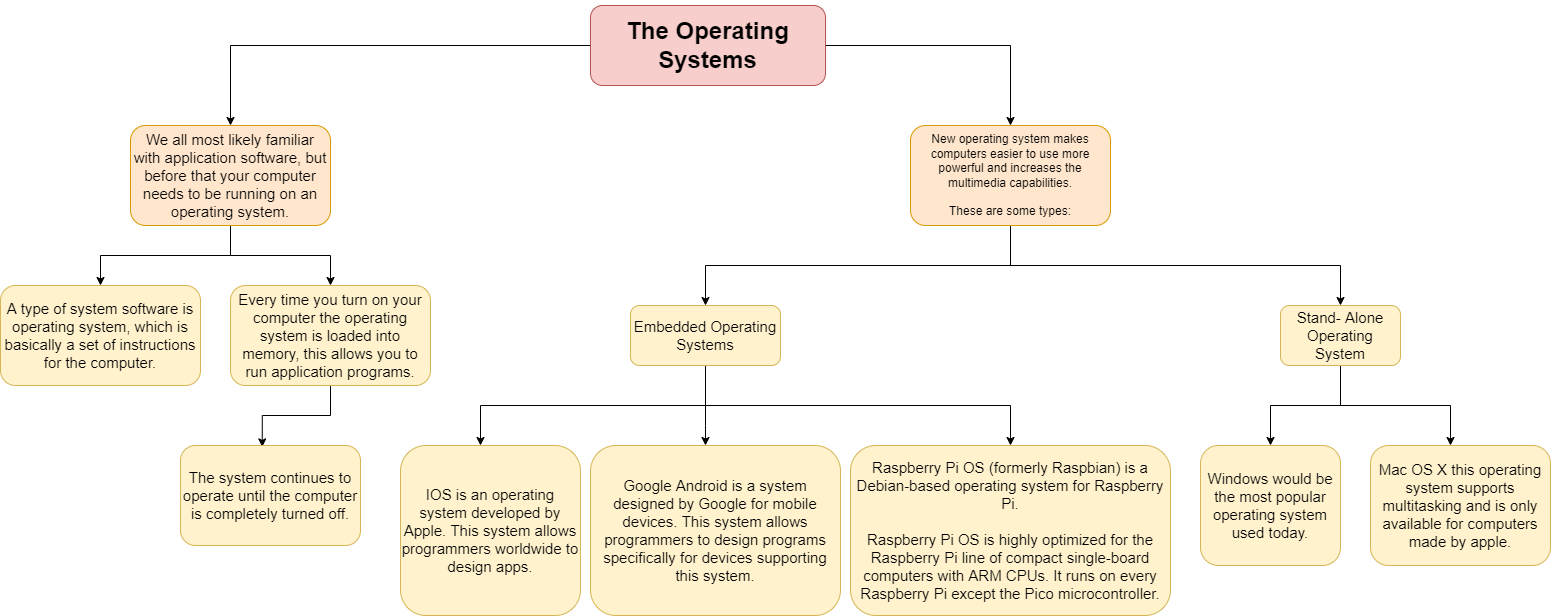 The Operating
Systems
We all most likely familiar
with application software, but
before that your computer
needs to be running on an
operating system.
New operating system makes
computers easier to use more
powerful and increases the
multimedia capabilities.
These are some types:
A type of system software is
operating system, which is
basically a set of instructions
for the computer.
Every time you turn on your
computer the operating
system is loaded into
memory, this allows you to
run application programs.
The system continues to
operate until the computer
is completely turned off.
Embedded Operating
Systems
Stand- Alone
Operating
System
IOS is an operating
system developed by
Apple. This system allows
programmers worldwide to
design apps.
Google Android is a system
designed by Google for mobile
devices. This system allows
programmers to design programs
specifically for devices supporting
this system.
Raspberry Pi OS (formerly Raspbian) is a
Debian-based operating system for Raspberry
Pi.
Raspberry Pi OS is highly optimized for the
Raspberry Pi line of compact single-board
computers with ARM CPUs. It runs on every
Raspberry Pi except the Pico microcontroller.
Windows would be
the most popular
operating system
used today.
Mac OS X this operating
system supports
multitasking and is only
available for computers
made by apple.